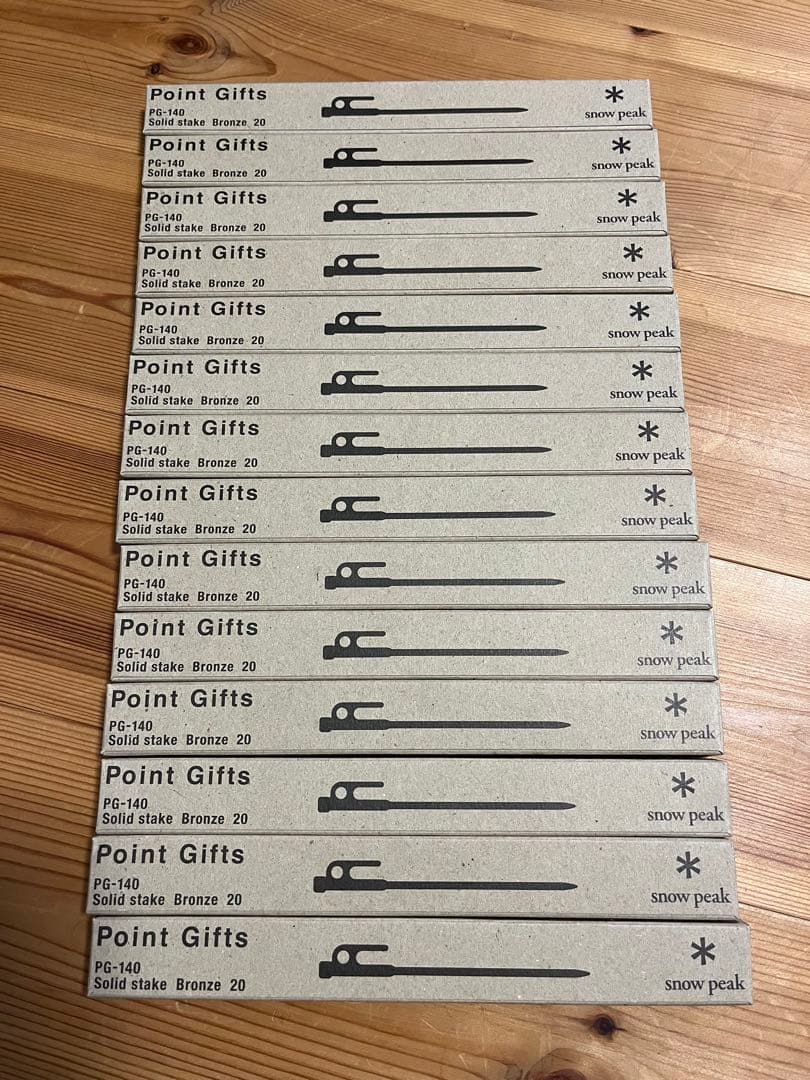 Point Gifts
PG-140
Solid stake Bronze 20
* snow peak
Point Gifts
PG-140
Solid stake Bronze 20
* snow peak
Point Gifts
PG-140
Solid stake Bronze 20
* snow peak
Point Gifts
PG-140
Solid stake Bronze 20
* snow peak
Point Gifts
PG-140
Solid stake Bronze 20
* snow peak
Point Gifts
PG-140
Solid stake Bronze 20
* snow peak
Point Gifts
PG-140
Solid stake Bronze 20
* snow peak
Point Gifts
PG-140
Solid stake Bronze 20
* snow peak
Point Gifts
PG-140
Solid stake Bronze 20
* snow peak
Point Gifts
PG-140
Solid stake Bronze 20
* snow peak
Point Gifts
PG-140
Solid stake Bronze 20
* snow peak
Point Gifts
PG-140
Solid stake Bronze 20
* snow peak
Point Gifts
PG-140
Solid stake Bronze 20
* snow peak
Point Gifts
PG-140
Solid stake Bronze 20
* snow peak